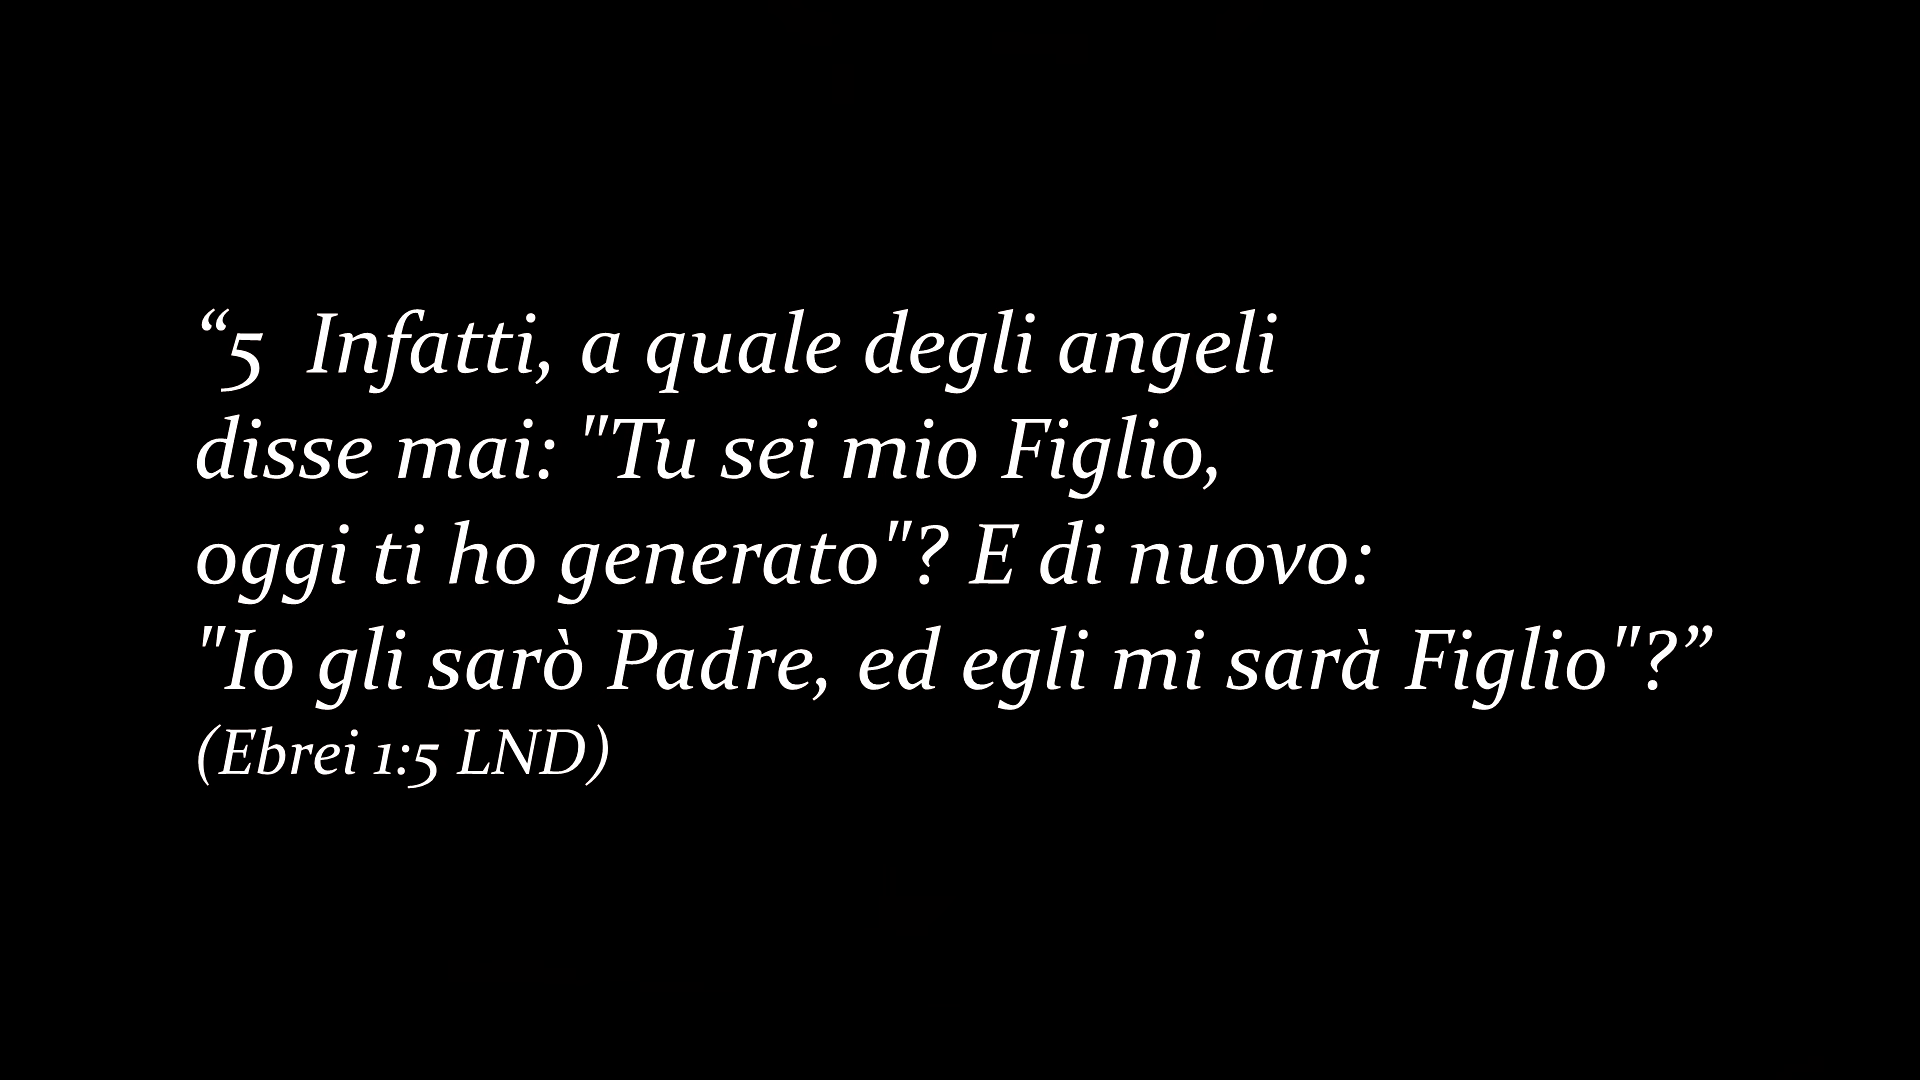 “5  Infatti, a quale degli angeli
disse mai: "Tu sei mio Figlio,
oggi ti ho generato"? E di nuovo:
"Io gli sarò Padre, ed egli mi sarà Figlio"?”
(Ebrei 1:5 LND)